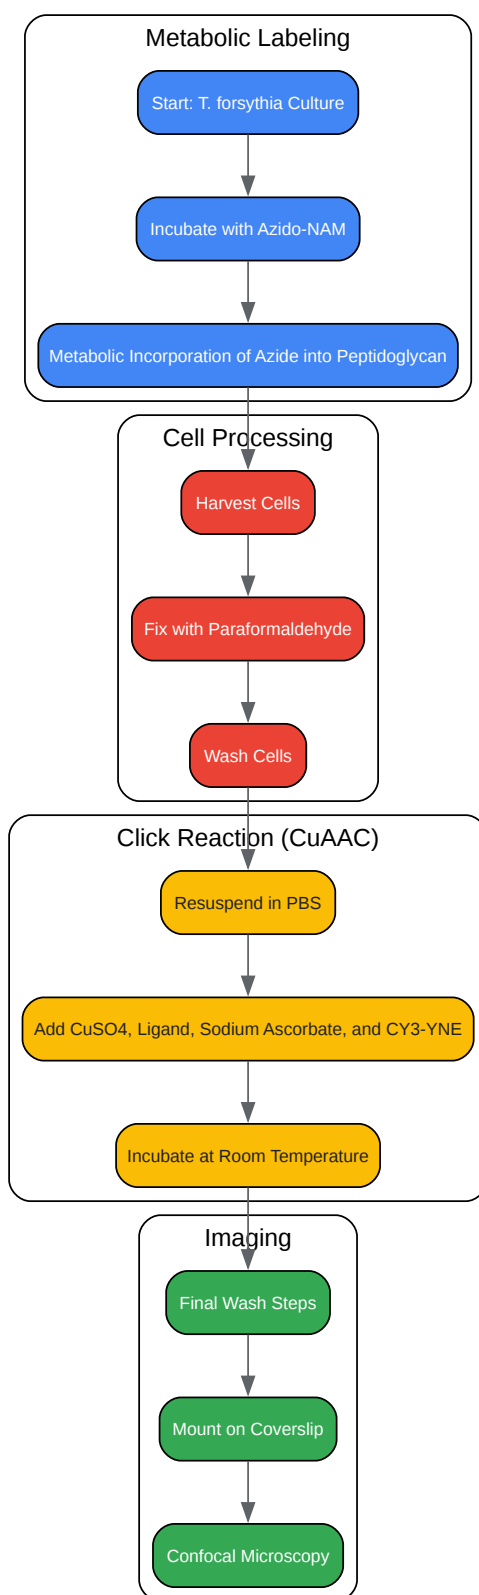 Metabolic Labeling
Start: T. forsythia Culture
Incubate with Azido-NAM
Metabolic Incorporation of Azide into Peptidoglycan
Cell Processing
Harvest Cells
Fix with Paraformaldehyde
Wash Cells
Click Reaction (CuAAC)
Resuspend in PBS
Add CuSO4, Ligand, Sodium Ascorbate, and CY3-YNE
Incubate at Room Temperature
Imaging
Final Wash Steps
Mount on Coverslip
Confocal Microscopy